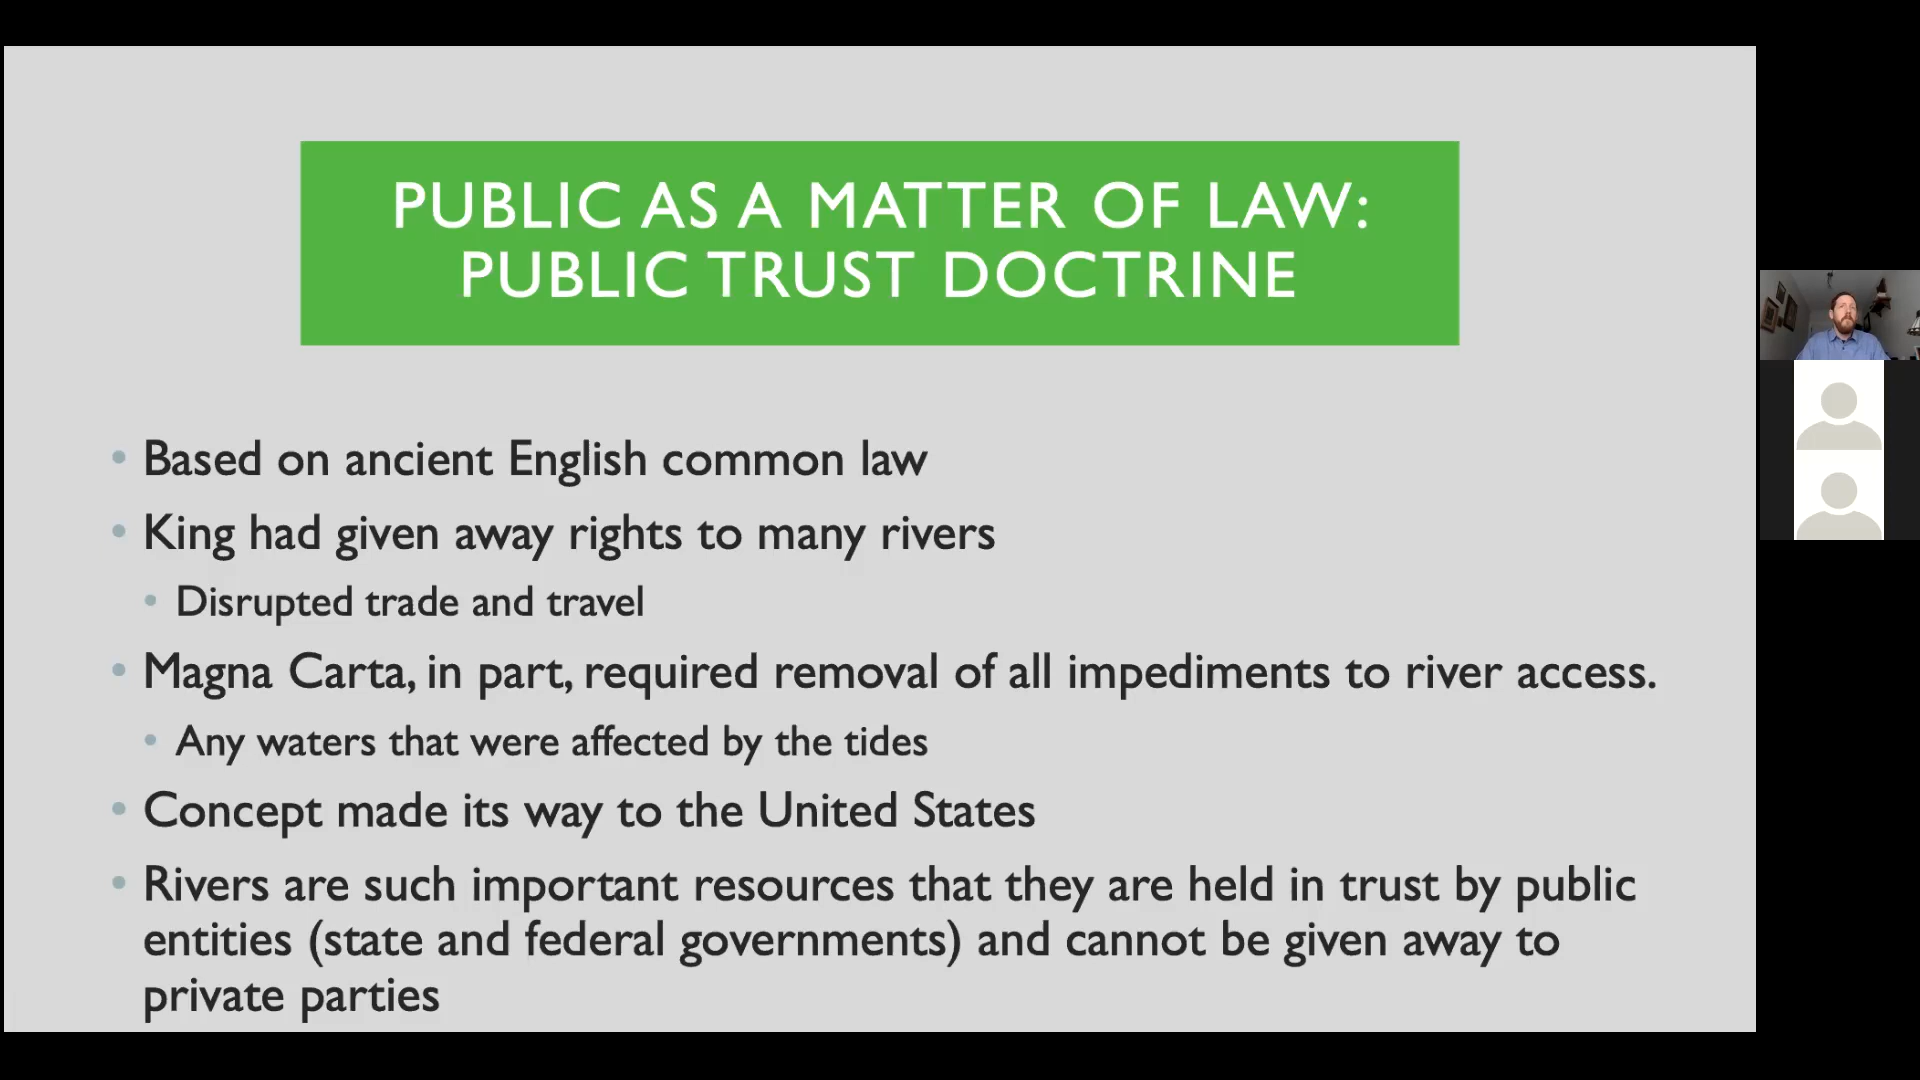 PUBLIC AS A MATTER OF LAW:
PUBLIC TRUST DOCTRINE
• Based on ancient English common law
• King had given away rights to many rivers
• Disrupted trade and travel
• Magna Carta, in part, required removal of all impediments to river access.
• Any waters that were affected by the tides
• Concept made its way to the United States
• Rivers are such important resources that they are held in trust by public
entities (state and federal governments) and cannot be given away to
private parties